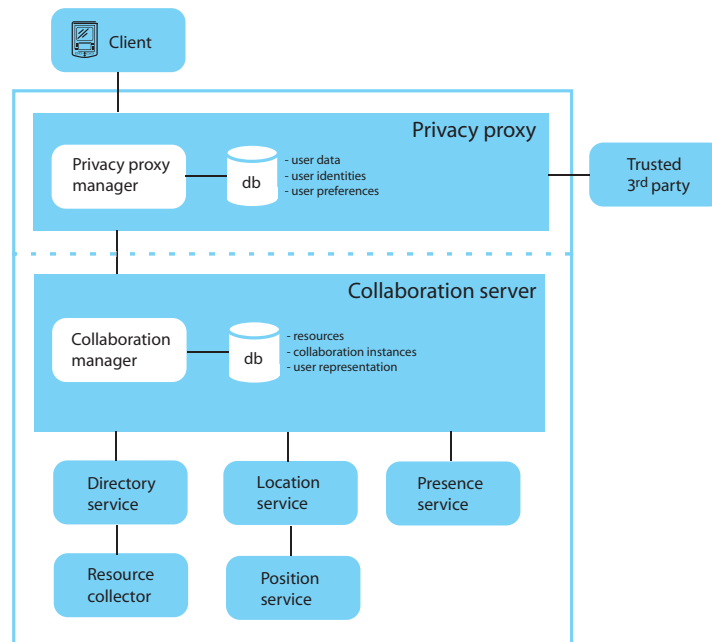 Client
Privacy proxy
Privacy proxy
manager
db
- user data
- user identities
- user preferences
Trusted
3rd party
Collaboration server
Collaboration
manager
db
- resources
- collaboration instances
- user representation
Directory
service
Location
service
Presence
service
Resource
collector
Position
service